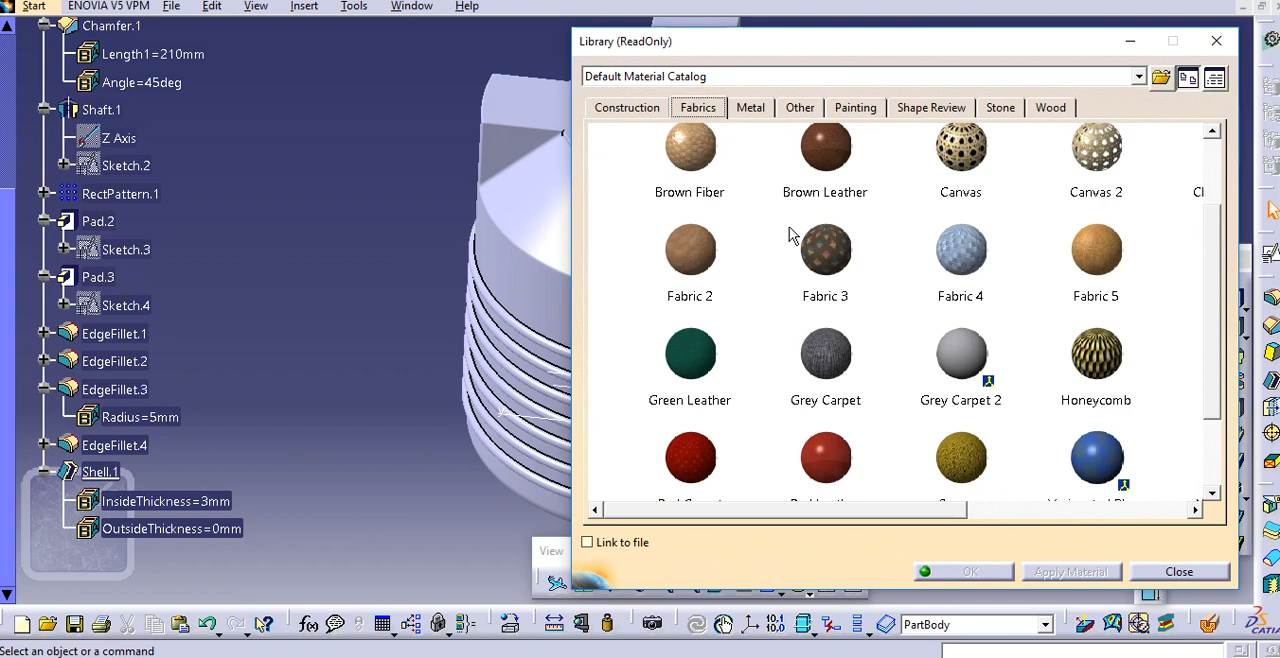 Start ENOVIA V5 VPM File Edit View Insert Tools Window Help
Chamfer.1
Length1=210mm
Angle=45deg
Shaft.1
Z Axis
Sketch.2
RectPattern.1
Pad.2
Sketch.3
Pad.3
Sketch.4
EdgeFillet.1
EdgeFillet.2
EdgeFillet.3
Radius=5mm
EdgeFillet.4
Shell.1
InsideThickness=3mm
OutsideThickness=0mm
Library (ReadOnly)
Default Material Catalog
Construction Fabrics Metal Other Painting Shape Review Stone Wood
Brown Fiber Brown Leather Canvas Canvas 2
Fabric 2 Fabric 3 Fabric 4 Fabric 5
Green Leather Grey Carpet Grey Carpet 2 Honeycomb
Link to file
OK Apply Material Close
View
f(x)
10.1
10,0
PartBody
CATIA
Select an object or a command